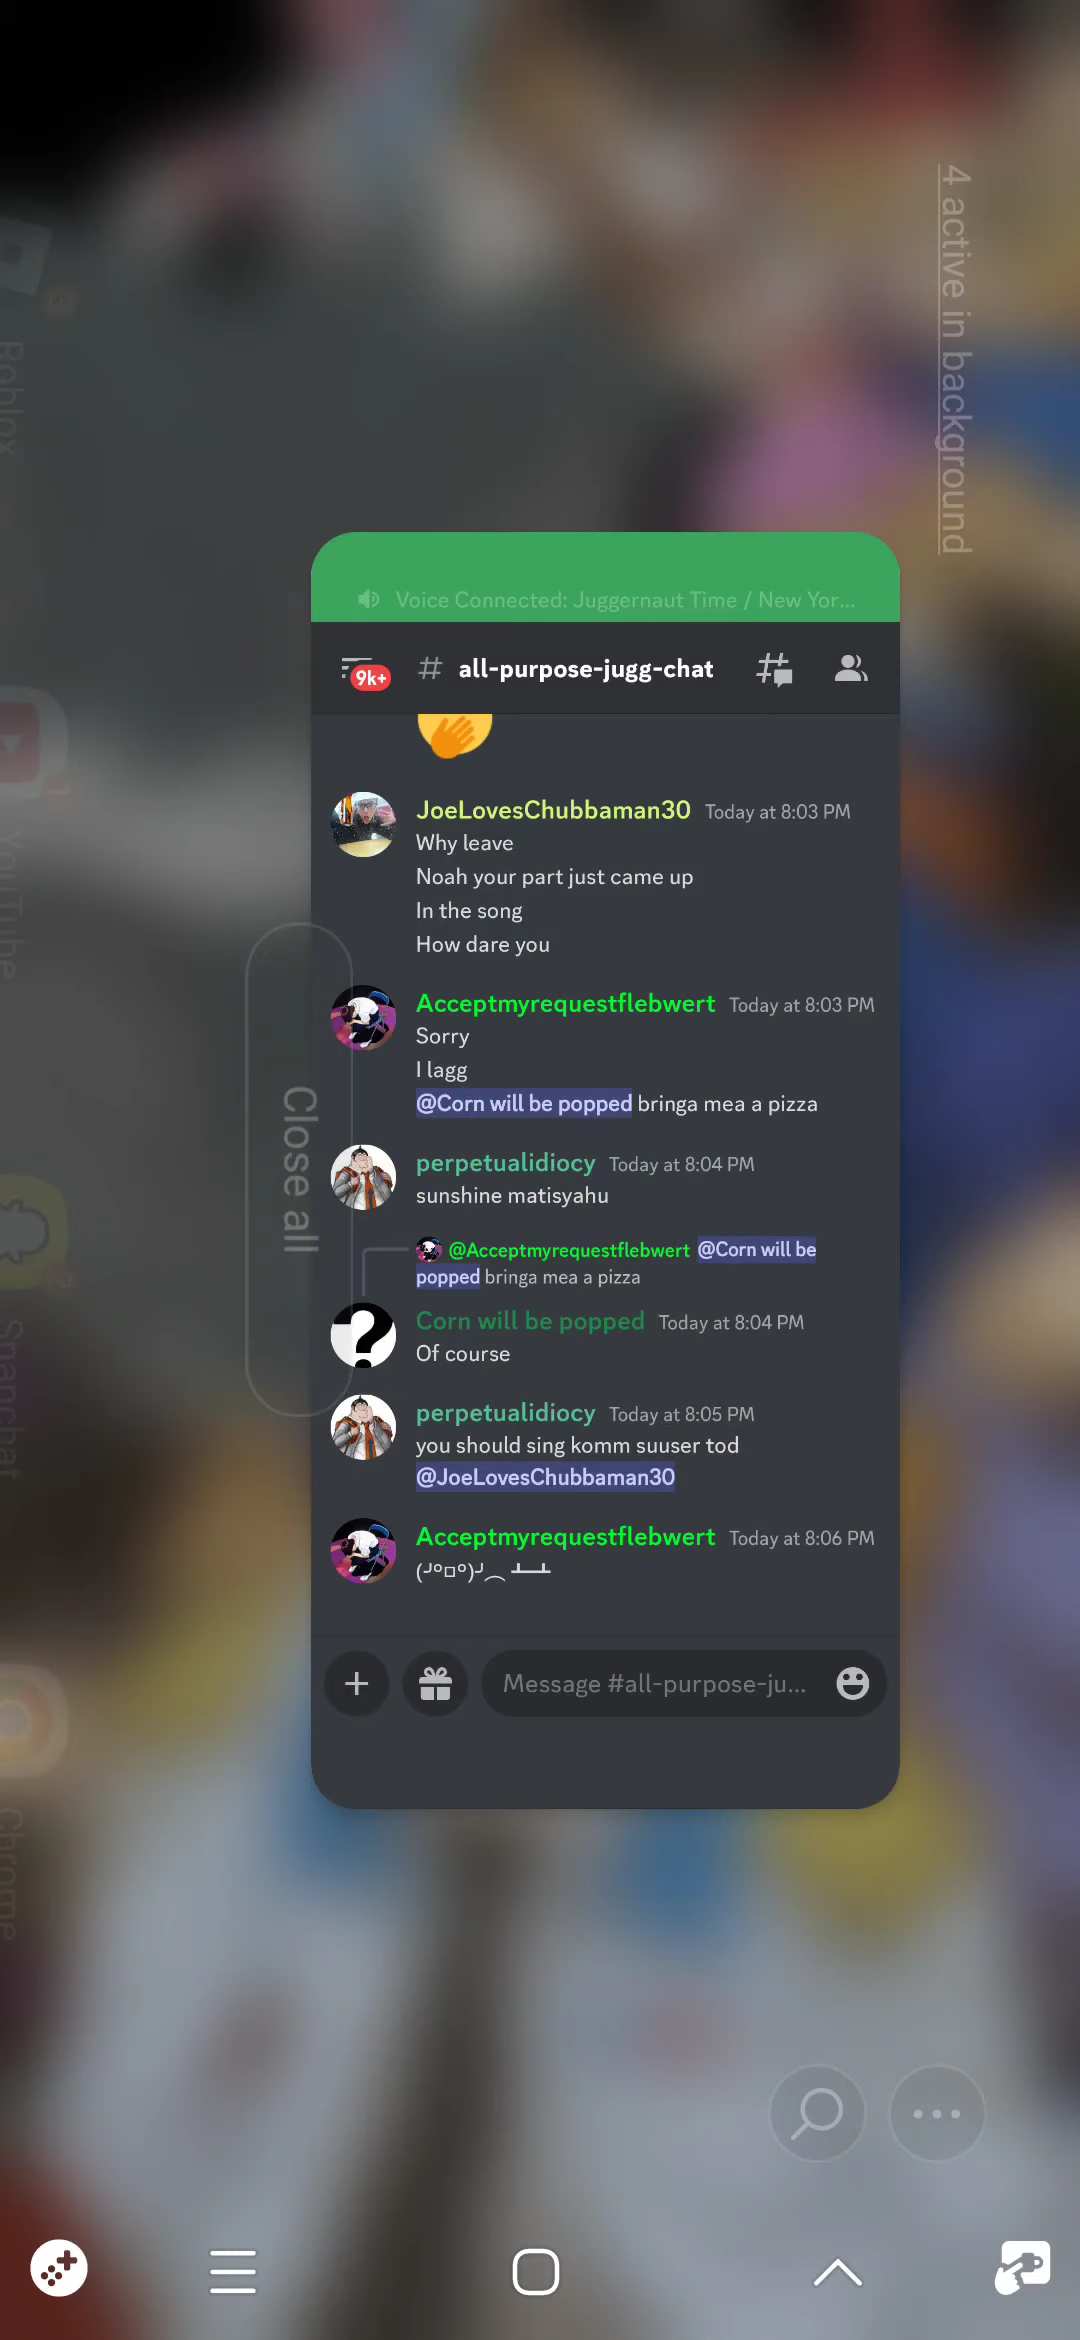 4 active in background
Voice Connected: Juggernaut Time / New Yor...
9k+
# all-purpose-jugg-chat
JoeLovesChubbaman30 Today at 8:03 PM
Why leave
Noah your part just came up
In the song
How dare you
Acceptmyrequestflebwert Today at 8:03 PM
Sorry
I lagg
@Corn will be popped bringa mea a pizza
perpetualidiocy Today at 8:04 PM
sunshine matisyahu
@Acceptmyrequestflebwert @Corn will be
popped bringa mea a pizza
Corn will be popped Today at 8:04 PM
Of course
perpetualidiocy Today at 8:05 PM
you should sing komm suuser tod
@JoeLovesChubbaman30
Acceptmyrequestflebwert Today at 8:06 PM
(╯°□°)╯︵ ┻━┻
Message #all-purpose-ju...
Close all
Roblox
YouTube
Snapchat
Chrome